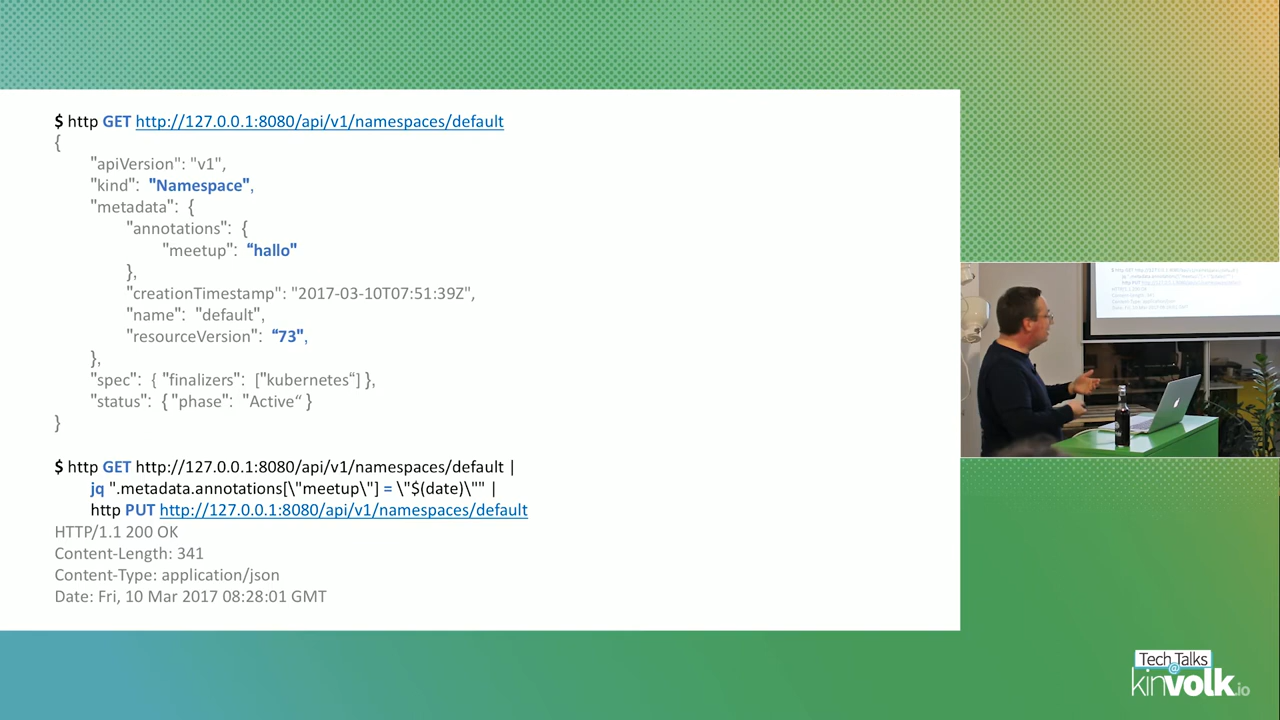 $ http GET http://127.0.0.1:8080/api/v1/namespaces/default
{
"apiVersion": "v1",
"kind": "Namespace",
"metadata": {
"annotations": {
"meetup": “hallo"
},
"creationTimestamp": "2017-03-10T07:51:39Z",
"name": "default",
"resourceVersion": “73",
},
"spec": { "finalizers": ["kubernetes“] },
"status": { "phase": "Active“ }
}
$ http GET http://127.0.0.1:8080/api/v1/namespaces/default |
jq ".metadata.annotations[\"meetup\"] = \"$(date)\"" |
http PUT http://127.0.0.1:8080/api/v1/namespaces/default
HTTP/1.1 200 OK
Content-Length: 341
Content-Type: application/json
Date: Fri, 10 Mar 2017 08:28:01 GMT
Tech Talks
@
kinvolk.io